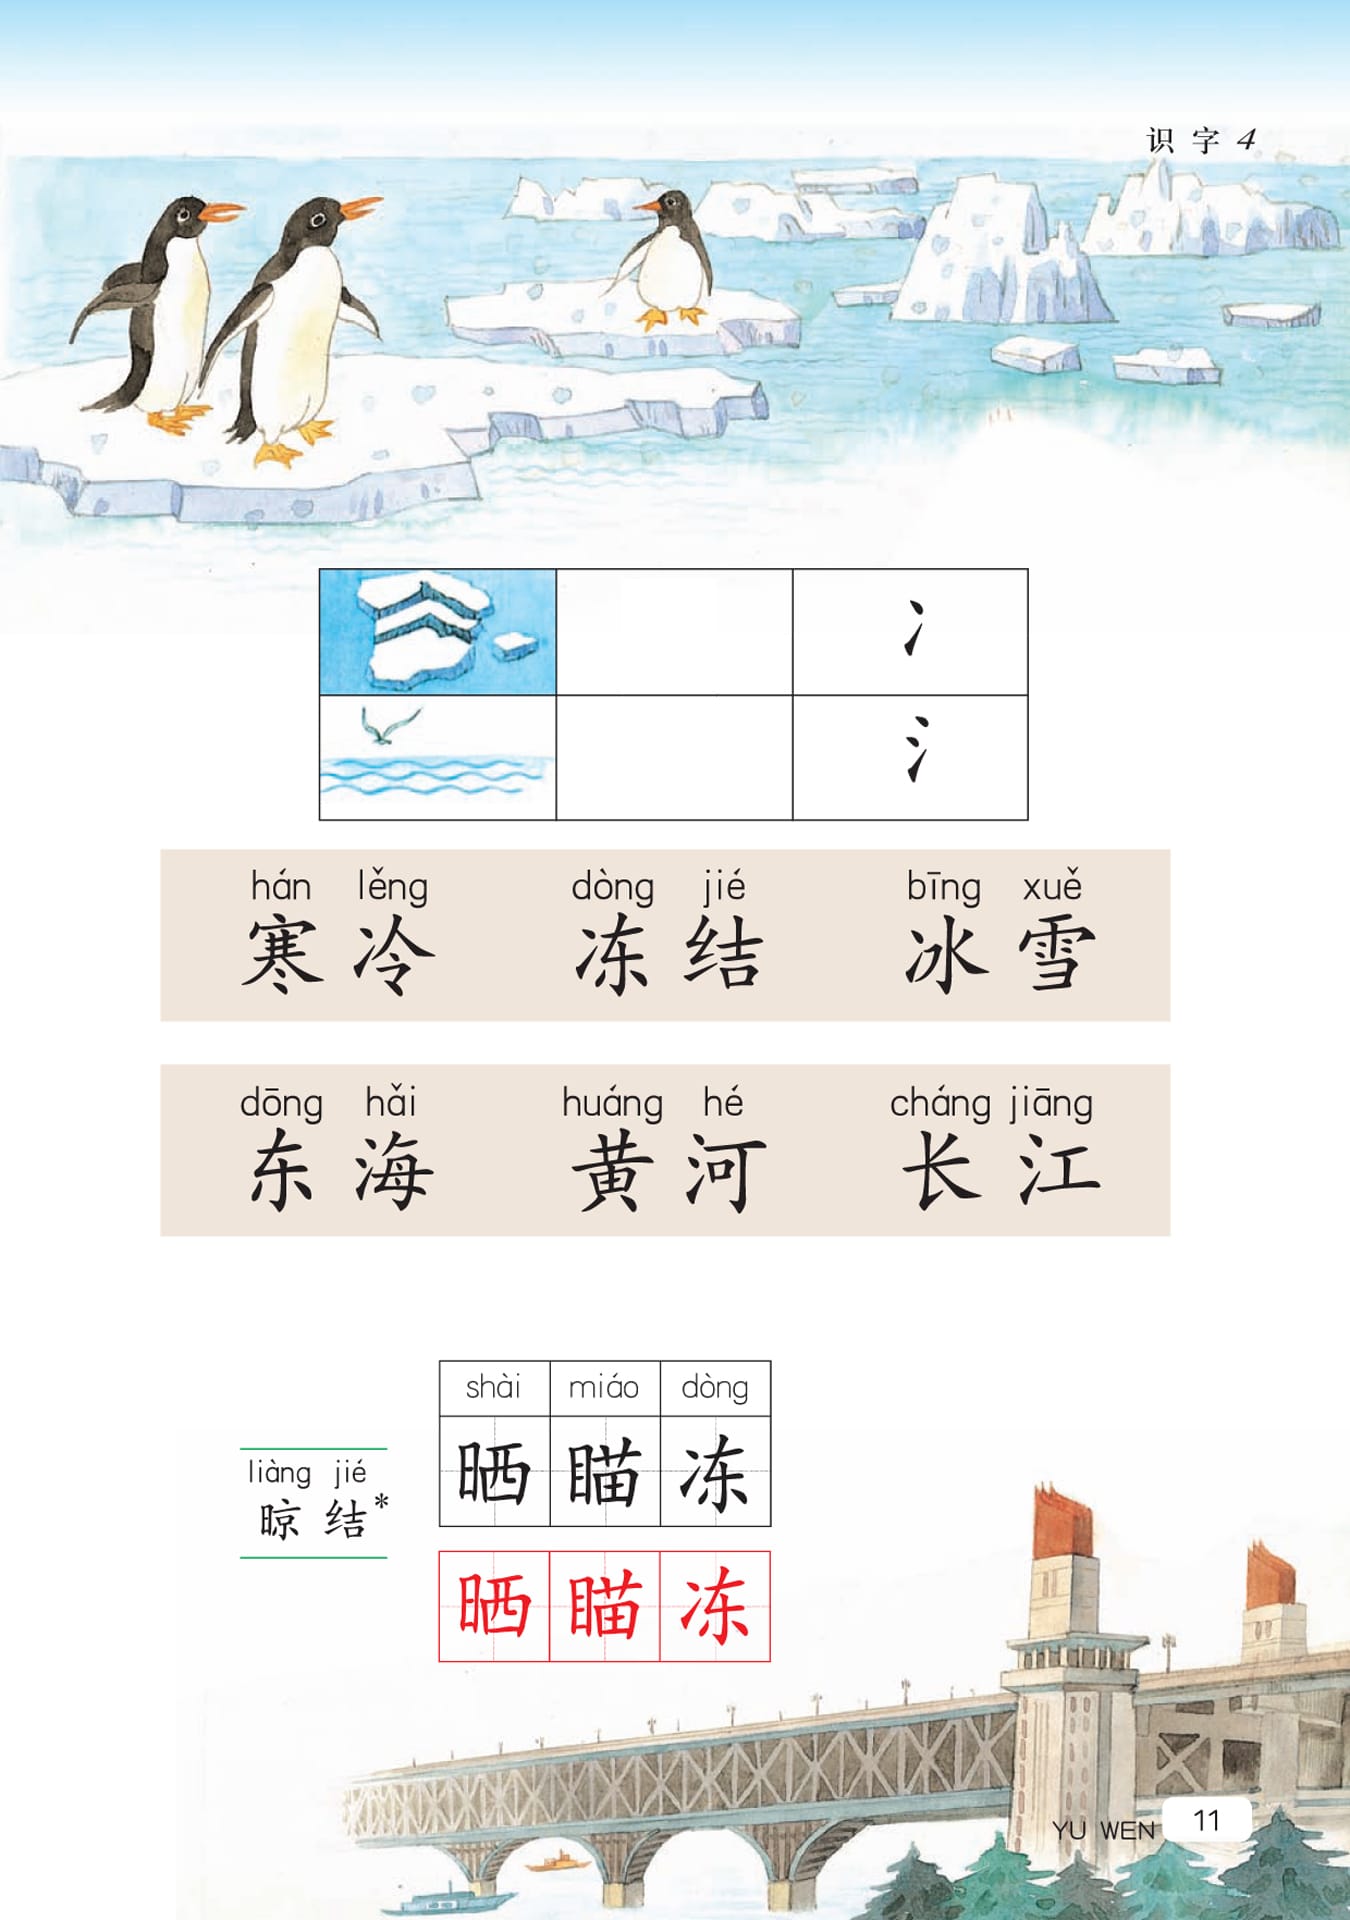 识字4
冫
氵
hán lěng dòng jié bīng xuě
寒冷 冻结 冰雪
dōng hǎi huáng hé cháng jiāng
东海 黄河 长江
shài miáo dòng
晒 瞄 冻
liàng jié
晾 结*
晒 瞄 冻
YU WEN 11